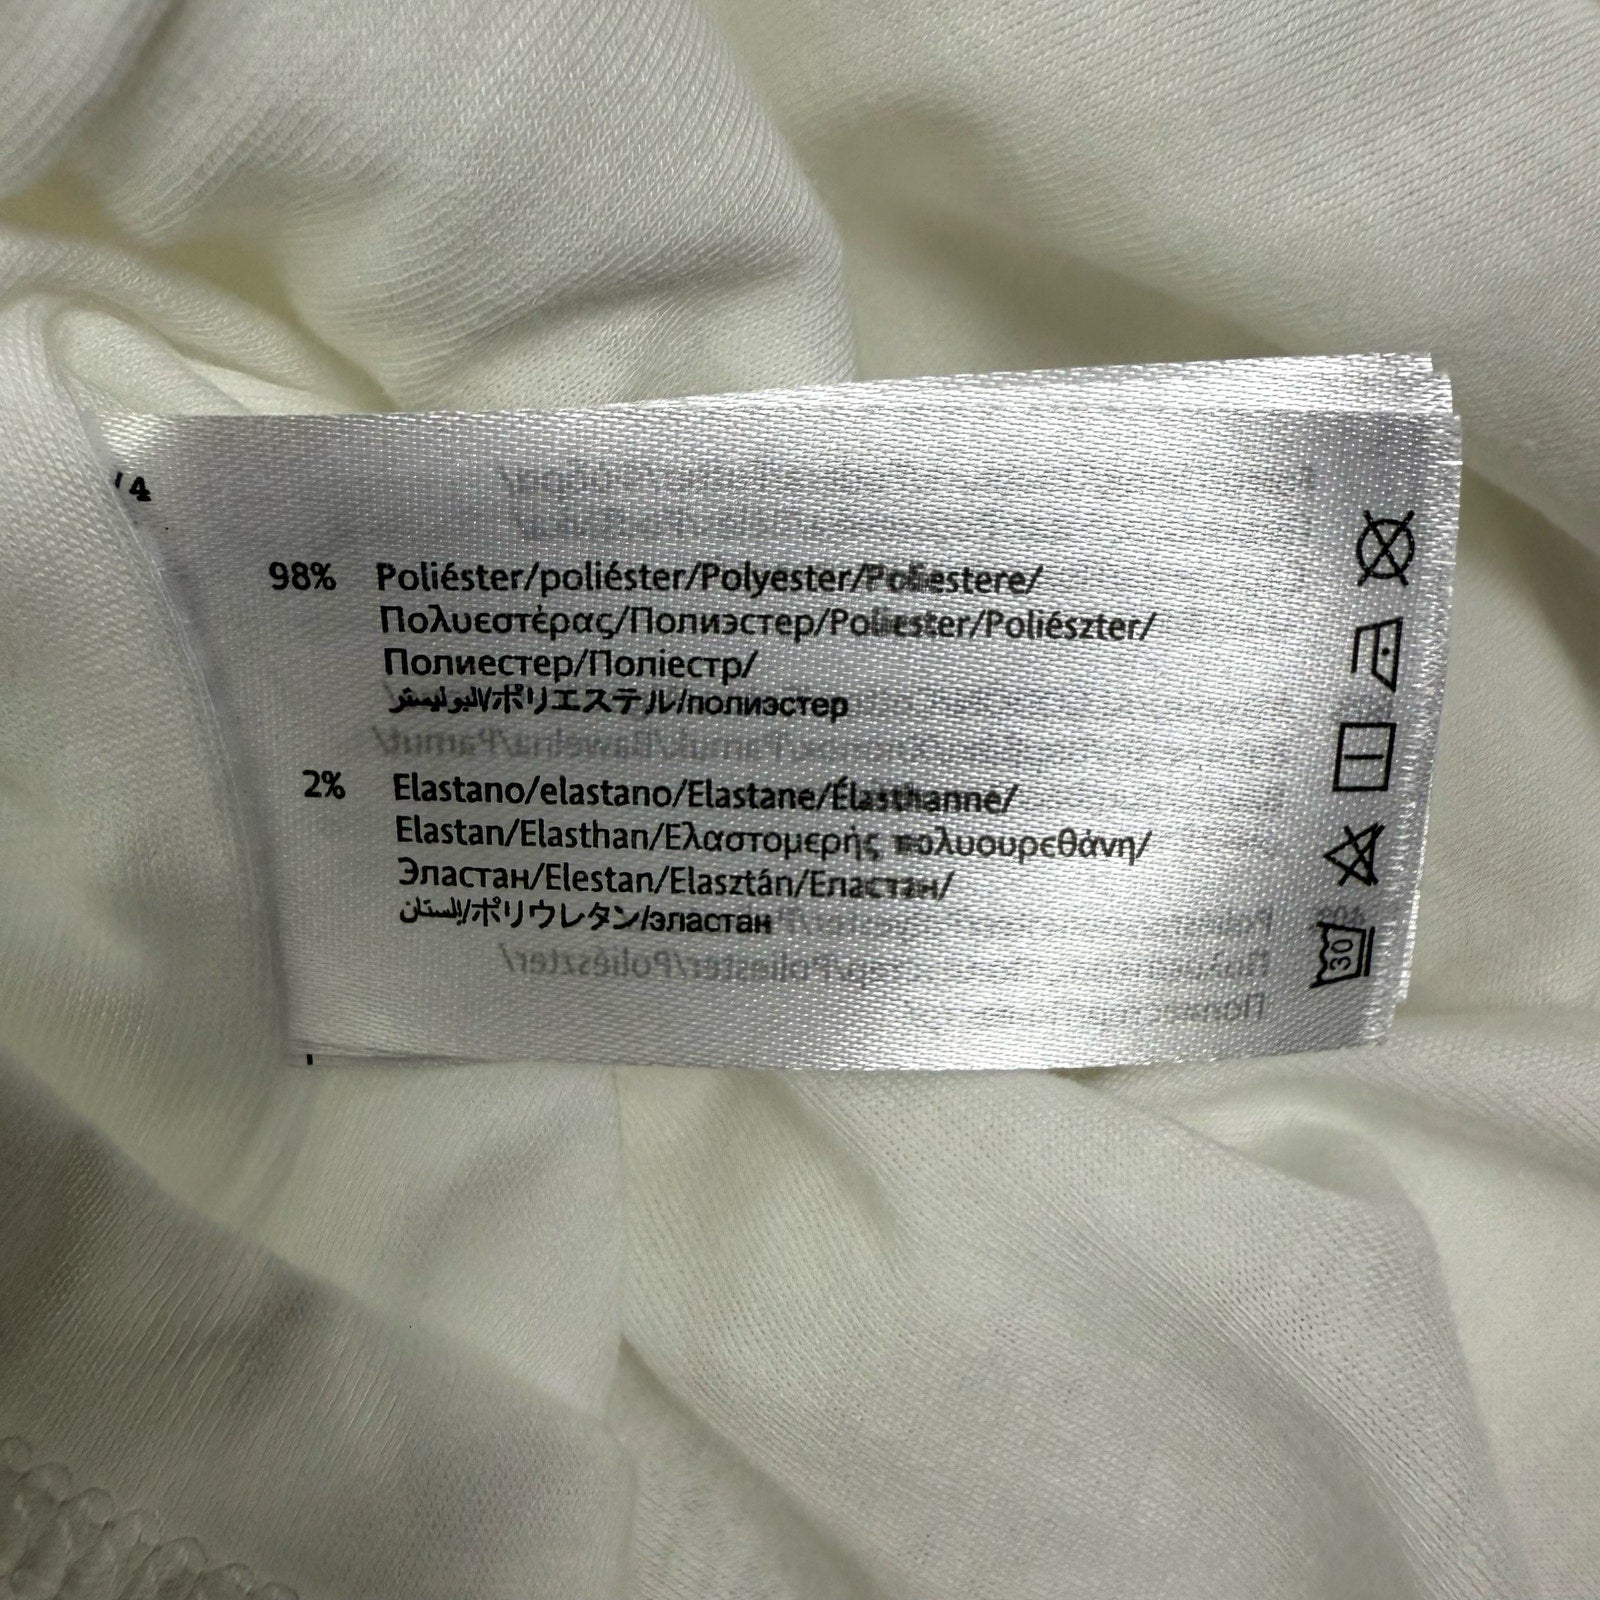 /4
98% Poliéster/poliéster/Polyester/Poliestere/
Πολυεστέρας/Полиэстер/Poliester/Poliészter/
Полиестер/Поліестр/
البوليستر/ポリエステル/полиэстер
2% Elastano/elastano/Elastane/Élasthanne/
Elastan/Elasthan/Ελαστομερής πολυουρεθάνη/
Эластан/Elestan/Elasztán/Еластан/
إلستان/ポリウレタン/эластан
30